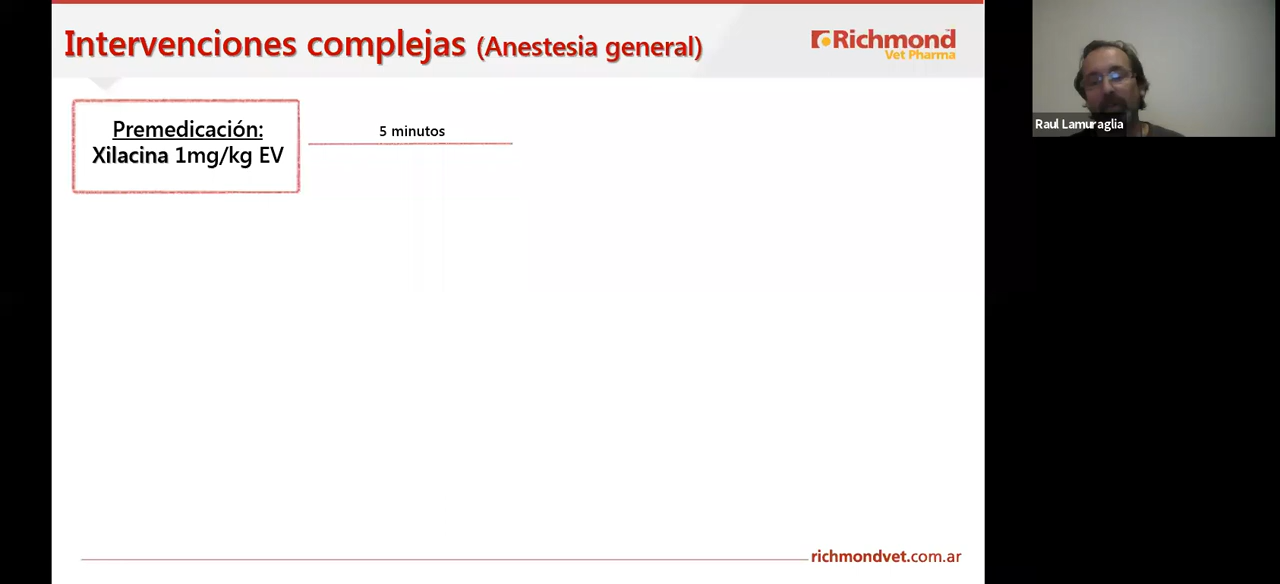 Intervenciones complejas (Anestesia general)
Richmond
Vet Pharma
Premedicación:
Xilacina 1mg/kg EV
5 minutos
Raul Lamuraglia
richmondvet.com.ar